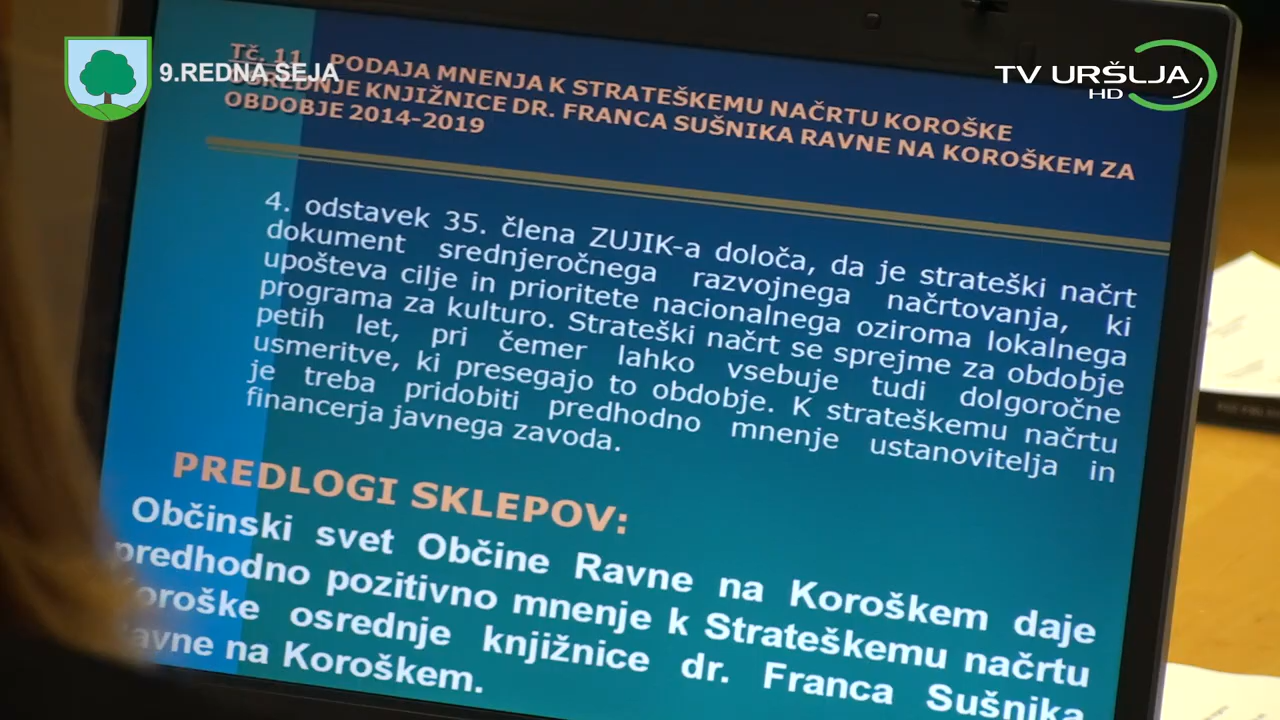 9.REDNA SEJA
TV URŠLJA
HD
Tč. 11 PODAJA MNENJA K STRATEŠKEMU NAČRTU KOROŠKE
OSREDNJE KNJIŽNICE DR. FRANCA SUŠNIKA RAVNE NA KOROŠKEM ZA
OBDOBJE 2014-2019
4. odstavek 35. člena ZUJIK-a določa, da je strateški načrt
dokument srednjeročnega razvojnega načrtovanja, ki
upošteva cilje in prioritete nacionalnega oziroma lokalnega
programa za kulturo. Strateški načrt se sprejme za obdobje
petih let, pri čemer lahko vsebuje tudi dolgoročne
usmeritve, ki presegajo to obdobje. K strateškemu načrtu
je treba pridobiti predhodno mnenje ustanovitelja in
financerja javnega zavoda.
PREDLOGI SKLEPOV:
Občinski svet Občine Ravne na Koroškem daje
predhodno pozitivno mnenje k Strateškemu načrtu
Koroške osrednje knjižnice dr. Franca Sušnika
Ravne na Koroškem.